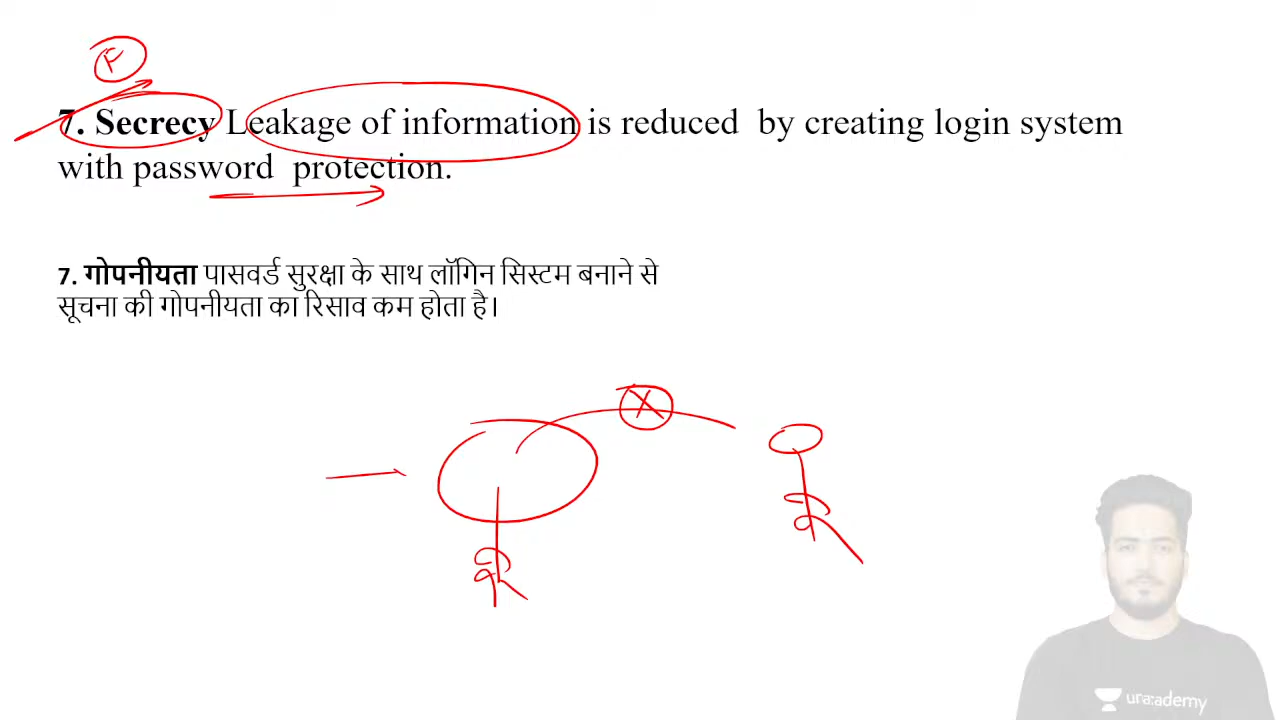 7. Secrecy Leakage of information is reduced by creating login system
with password protection.
7. गोपनीयता पासवर्ड सुरक्षा के साथ लॉगिन सिस्टम बनाने से
सूचना की गोपनीयता का रिसाव कम होता है।
unacademy